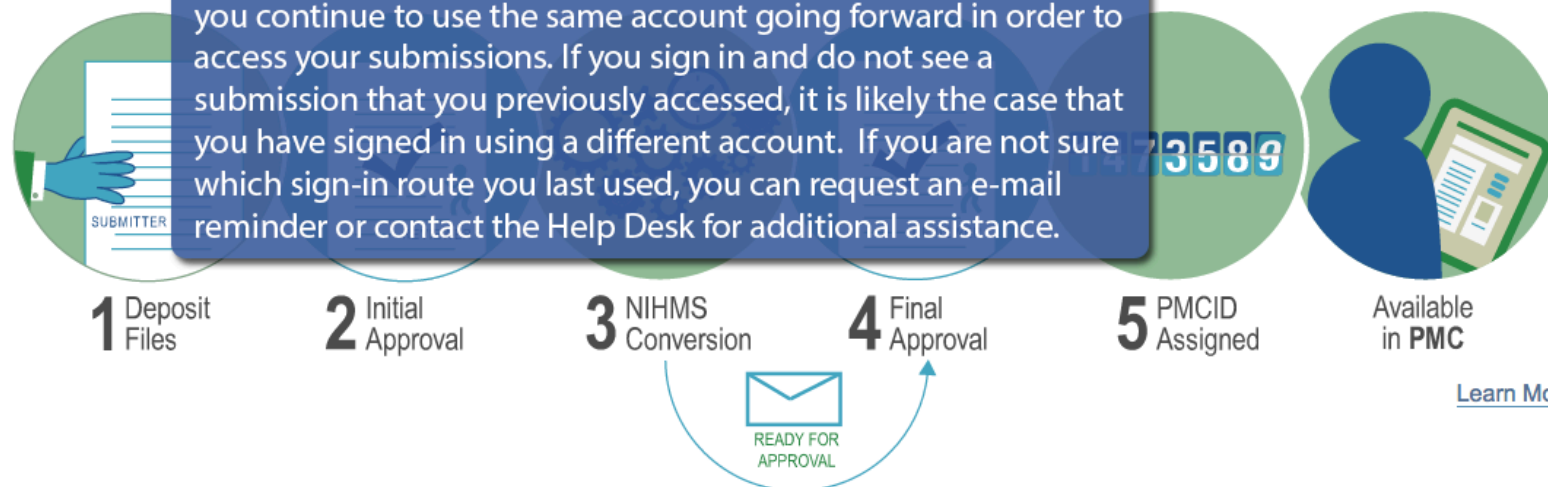 you continue to use the same account going forward in order to
access your submissions. If you sign in and do not see a
submission that you previously accessed, it is likely the case that
you have signed in using a different account.  If you are not sure
which sign-in route you last used, you can request an e-mail
reminder or contact the Help Desk for additional assistance.
SUBMITTER
1473589
1 Deposit
Files
2 Initial
Approval
3 NIHMS
Conversion
4 Final
Approval
5 PMCID
Assigned
Available
in PMC
Learn Mo
READY FOR
APPROVAL